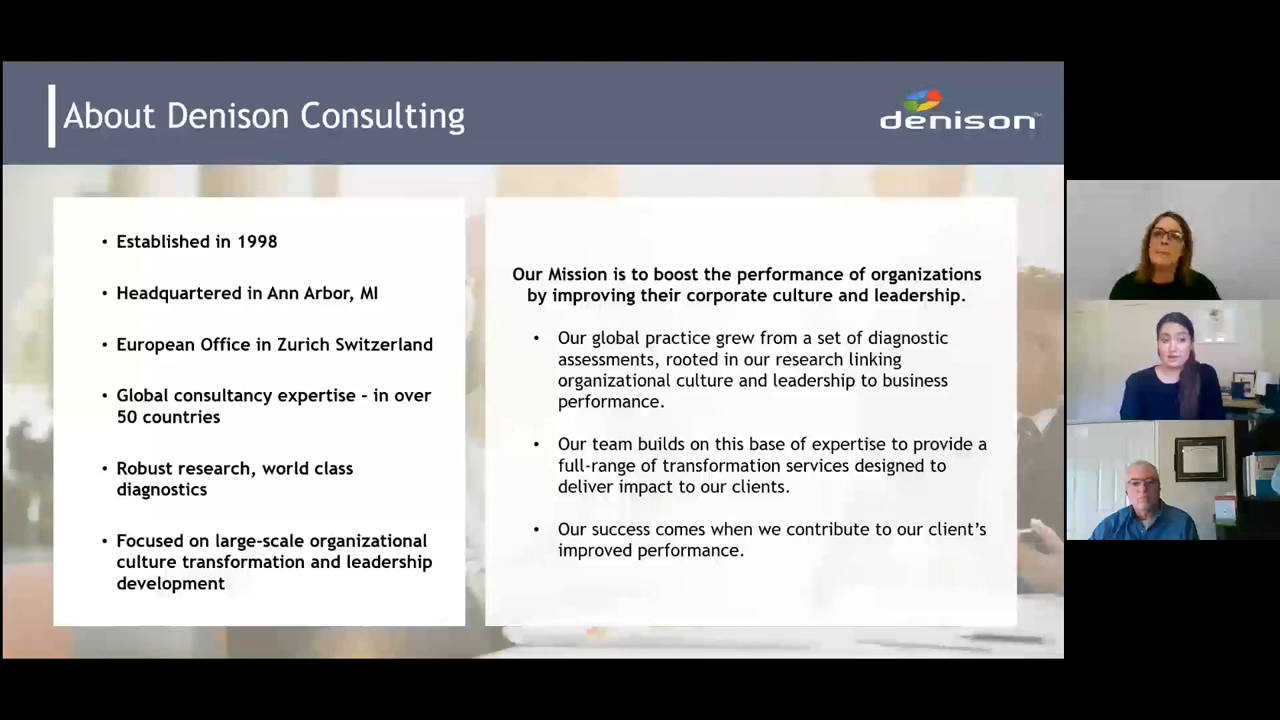 About Denison Consulting
denison
• Established in 1998
• Headquartered in Ann Arbor, MI
• European Office in Zurich Switzerland
• Global consultancy expertise - in over
50 countries
• Robust research, world class
diagnostics
• Focused on large-scale organizational
culture transformation and leadership
development
Our Mission is to boost the performance of organizations
by improving their corporate culture and leadership.
• Our global practice grew from a set of diagnostic
assessments, rooted in our research linking
organizational culture and leadership to business
performance.
• Our team builds on this base of expertise to provide a
full-range of transformation services designed to
deliver impact to our clients.
• Our success comes when we contribute to our client's
improved performance.